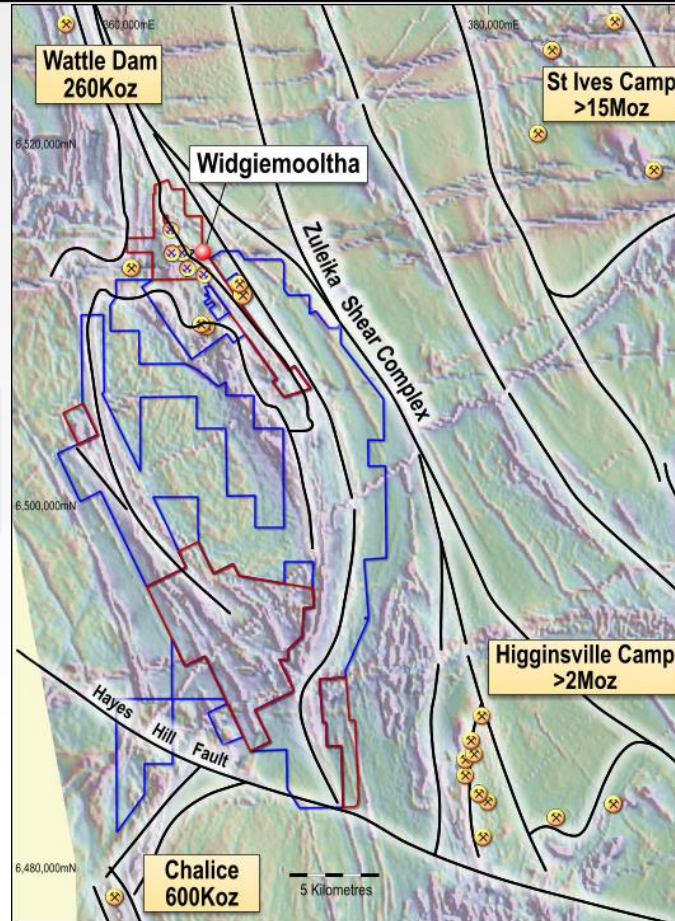 360,000mE
380,000mE
Wattle Dam
260Koz
St Ives Camp
>15Moz
6,520,000mN
Widgiemooltha
Zuleika Shear Complex
6,500,000mN
Higginsville Camp
>2Moz
Hayes Hill Fault
6,480,000mN
Chalice
600Koz
5 Kilometres